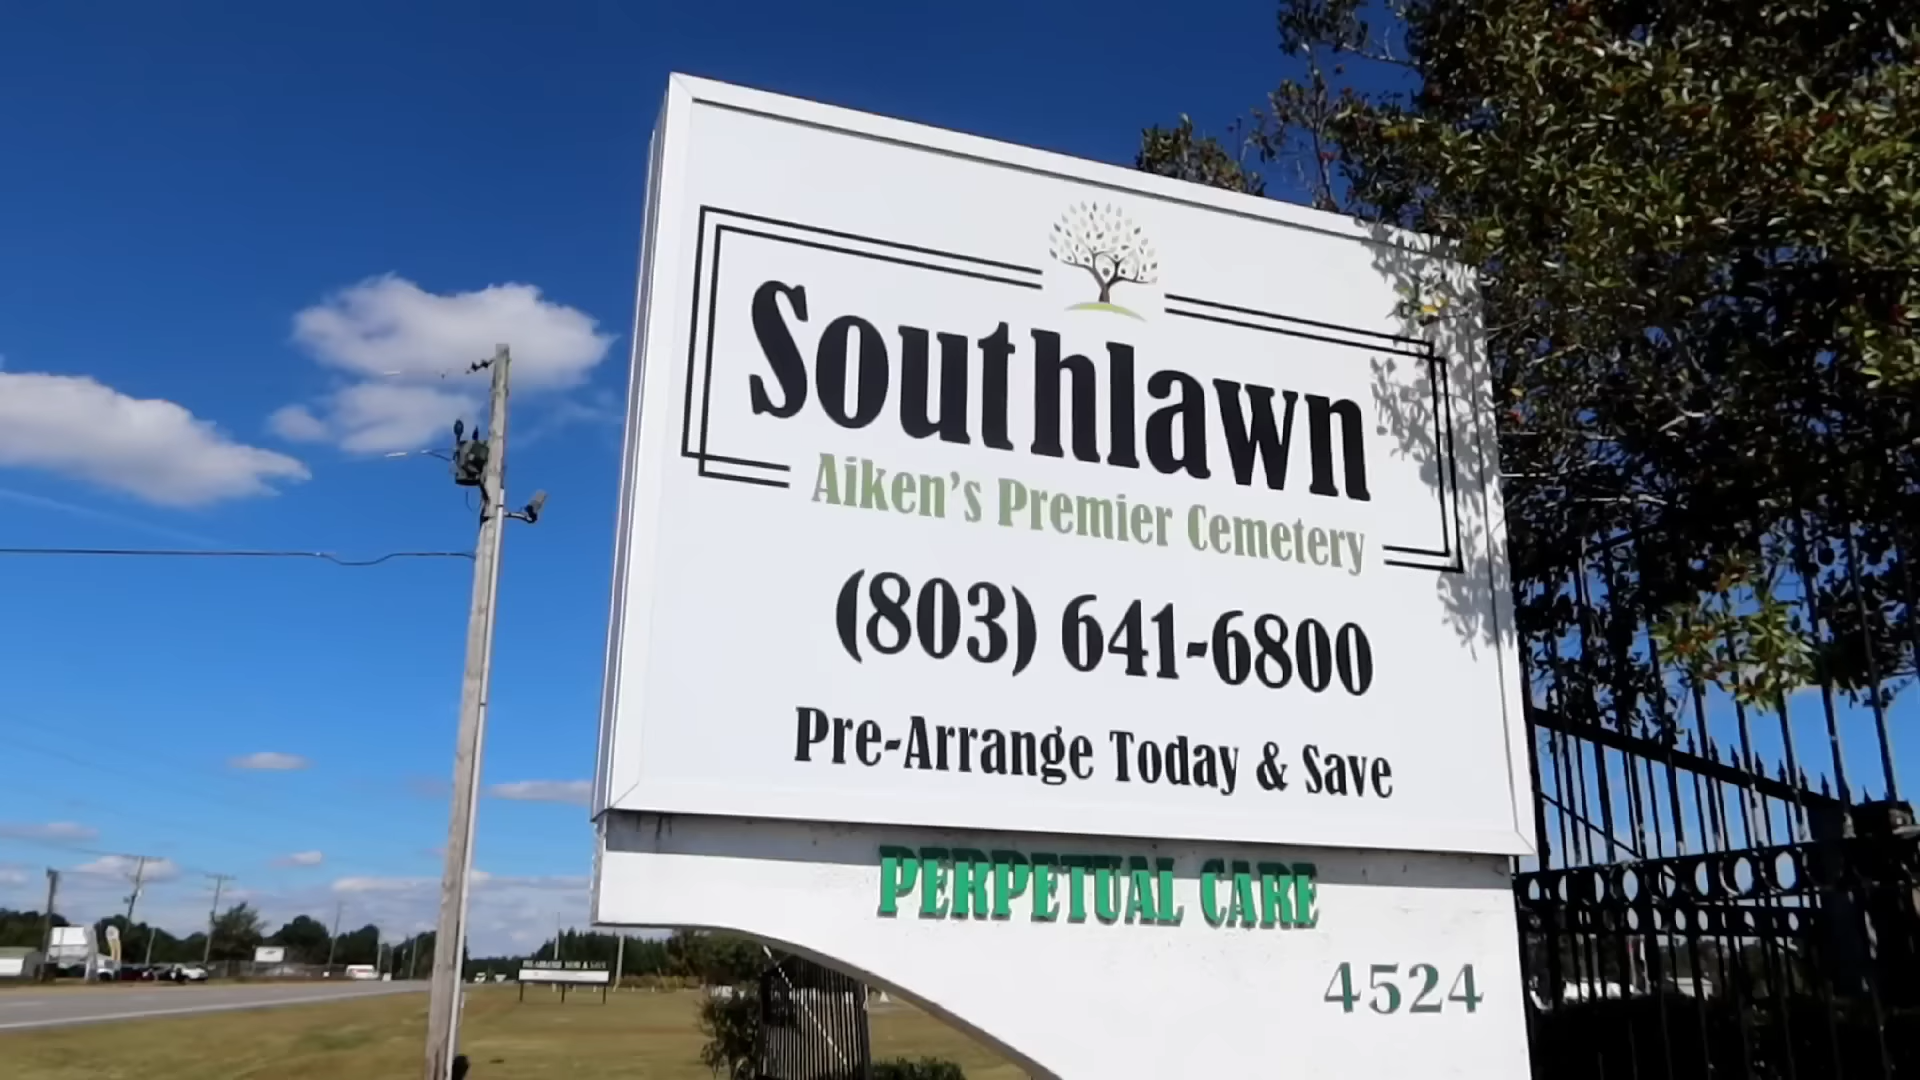 Southlawn
Aiken's Premier Cemetery
(803) 641-6800
Pre-Arrange Today & Save
PERPETUAL CARE
4524